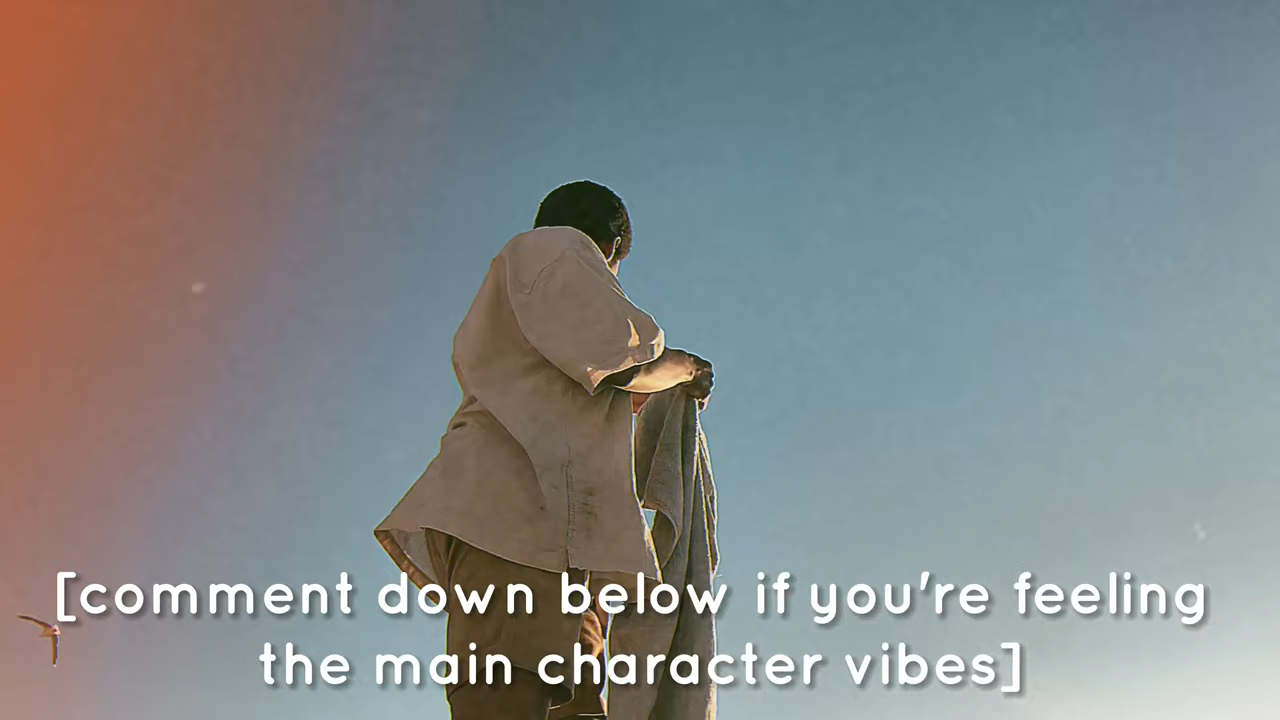 [comment down below if you're feeling
the main character vibes]